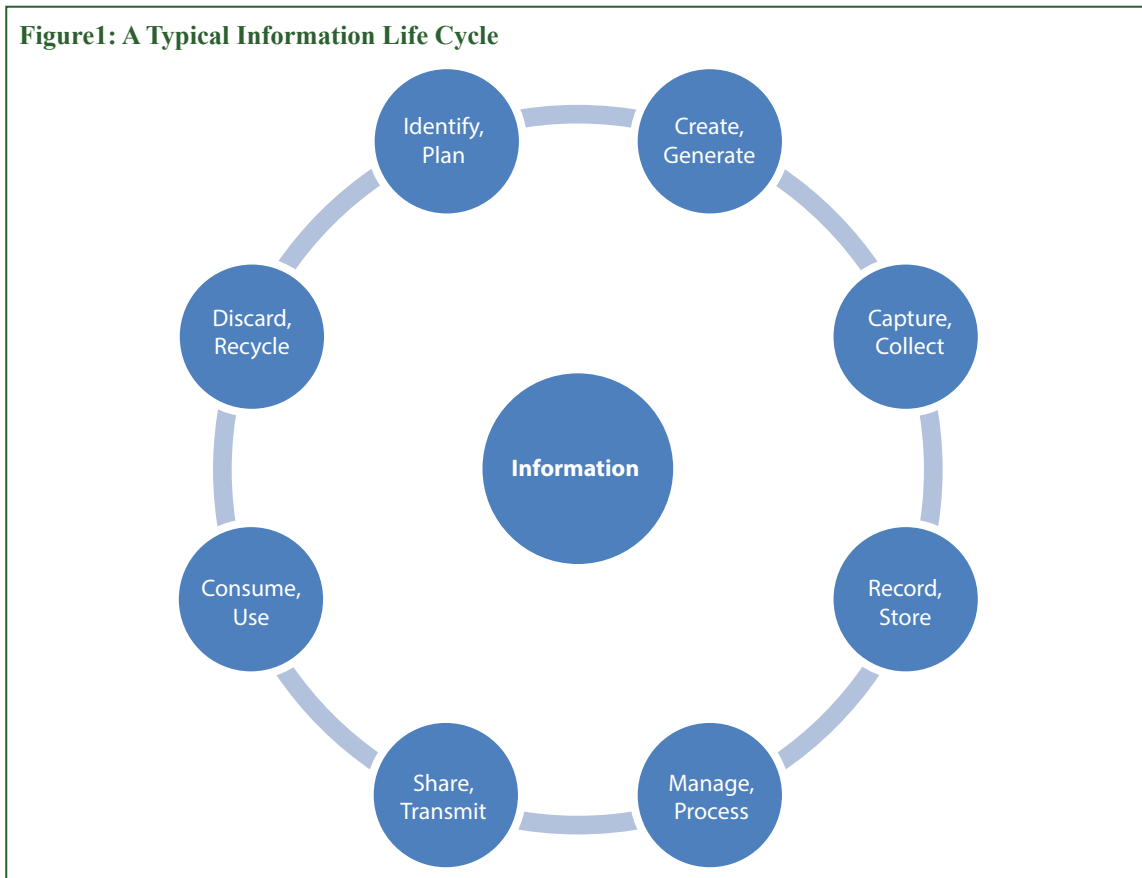 Figure1: A Typical Information Life Cycle
Identify,
Plan
Create,
Generate
Capture,
Collect
Record,
Store
Manage,
Process
Share,
Transmit
Consume,
Use
Discard,
Recycle
Information